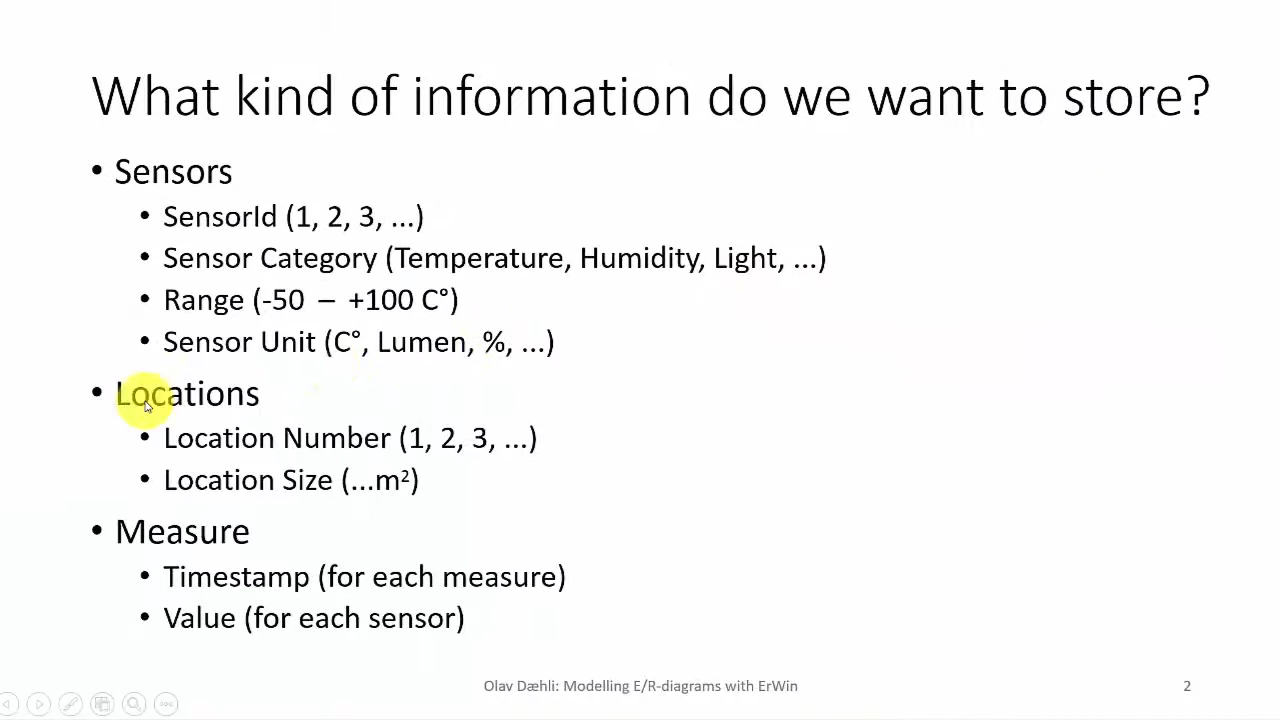 What kind of information do we want to store?
• Sensors
• SensorId (1, 2, 3, ...)
• Sensor Category (Temperature, Humidity, Light, ...)
• Range (-50 – +100 C°)
• Sensor Unit (C°, Lumen, %, ...)
• Locations
• Location Number (1, 2, 3, ...)
• Location Size (...m²)
• Measure
• Timestamp (for each measure)
• Value (for each sensor)
Olav Dæhli: Modelling E/R-diagrams with ErWin
2